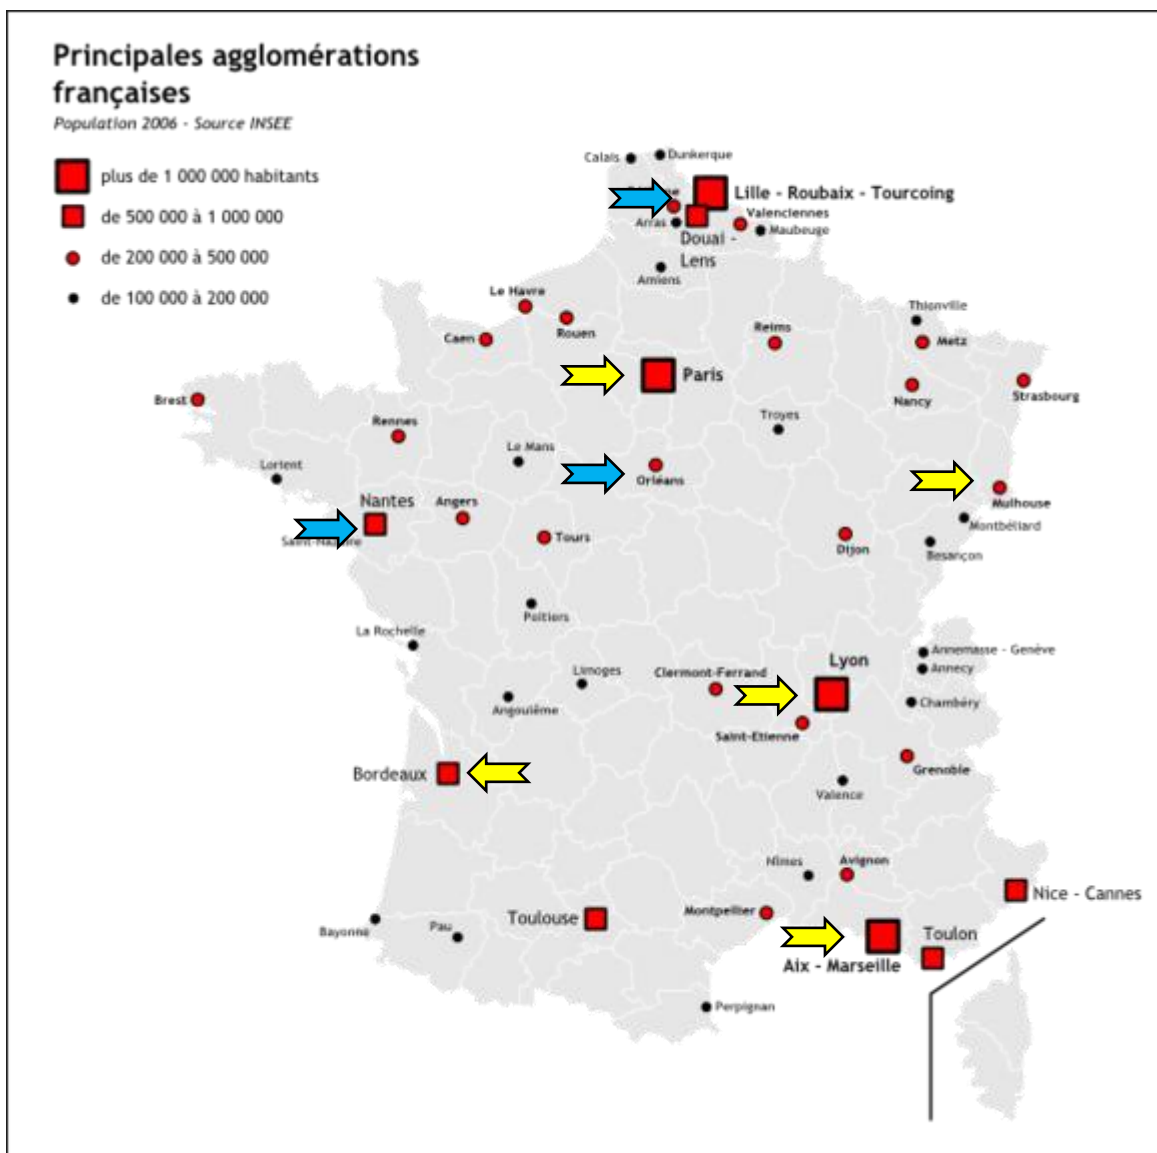 Principales agglomérations
françaises
Population 2006 - Source INSEE
plus de 1 000 000 habitants
de 500 000 à 1 000 000
de 200 000 à 500 000
de 100 000 à 200 000
Calais
Dunkerque
Lille - Roubaix - Tourcoing
Valenciennes
Arras
Maubeuge
Douai -
Lens
Amiens
Le Havre
Rouen
Caen
Reims
Thionville
Metz
Paris
Nancy
Strasbourg
Brest
Rennes
Troyes
Le Mans
Lorient
Orléans
Mulhouse
Nantes
Angers
Montbéliard
Tours
Dijon
Besançon
Poitiers
La Rochelle
Annemasse - Genève
Lyon
Annecy
Limoges
Clermont-Ferrand
Angoulême
Chambéry
Saint-Etienne
Grenoble
Bordeaux
Valence
Nîmes
Avignon
Nice - Cannes
Montpellier
Toulouse
Bayonne
Pau
Toulon
Aix - Marseille
Perpignan